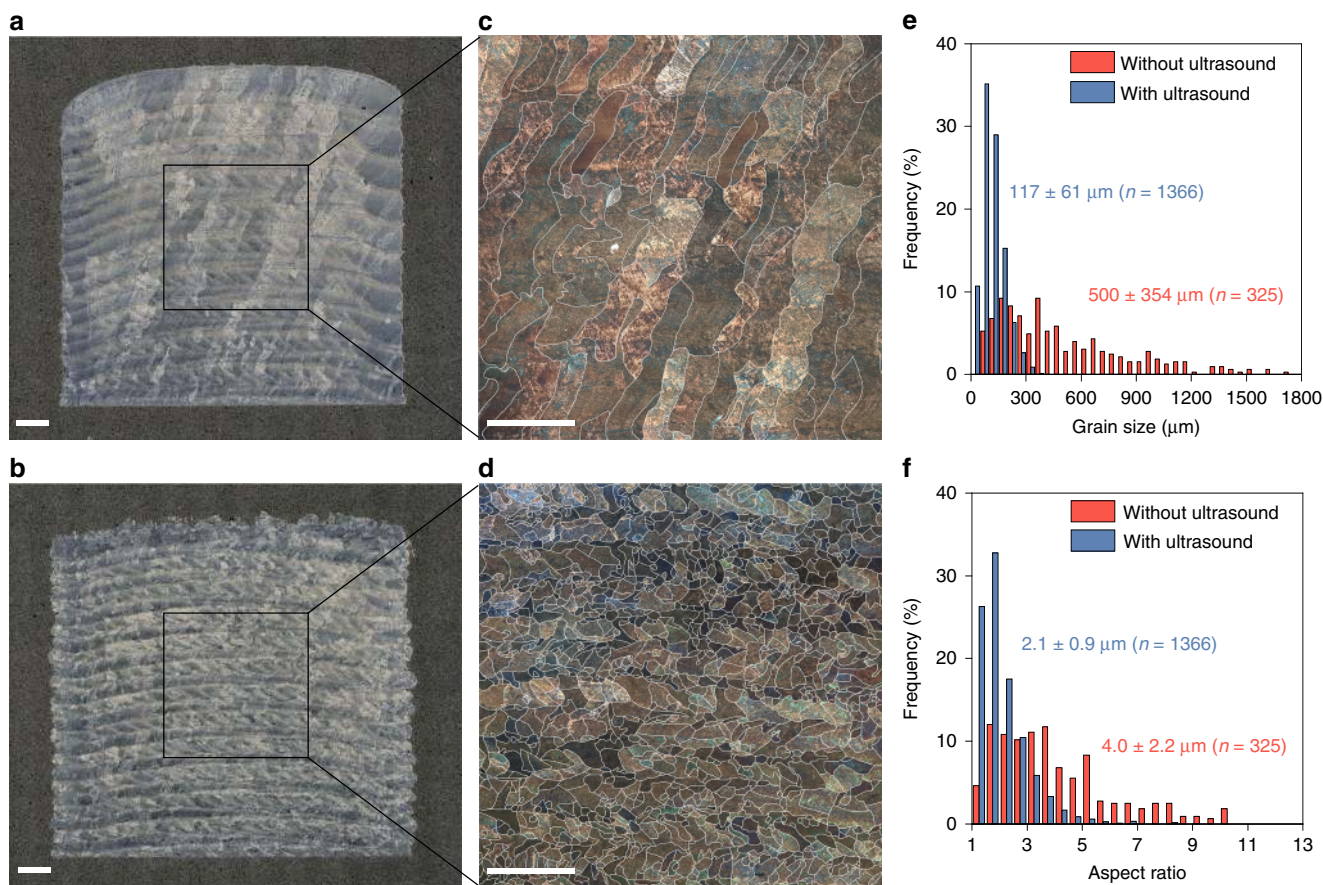 a
b
c
d
e
40
30
20
10
0
Frequency (%)
Without ultrasound
With ultrasound
117 ± 61 μm (n = 1366)
500 ± 354 μm (n = 325)
0 300 600 900 1200 1500 1800
Grain size (μm)
f
40
30
20
10
0
Frequency (%)
Without ultrasound
With ultrasound
2.1 ± 0.9 μm (n = 1366)
4.0 ± 2.2 μm (n = 325)
1 3 5 7 9 11 13
Aspect ratio